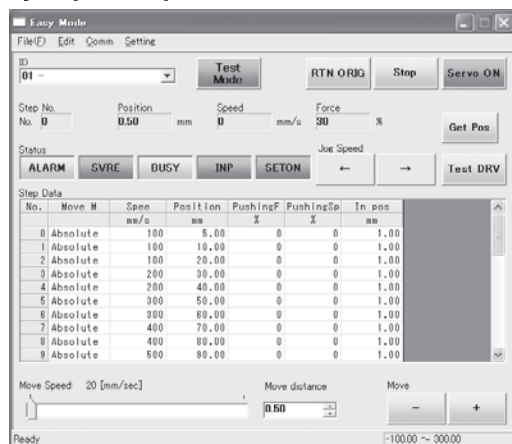 Easy Mode
File(F) Edit Comm Setting
ID
01 -
Test Mode
RTN ORIG Stop Servo ON
Step No. Position Speed Force
No. 0 0.50 mm 0 mm/s 30 %
Get Pos
Status Jog Speed
ALARM SVRE BUSY INP SETON ← → Test DRV
Step Data
No. Move M Spee Position PushingF PushingSp In pos
mm/s mm % % mm
0 Absolute 100 5.00 0 0 1.00
1 Absolute 100 10.00 0 0 1.00
2 Absolute 100 20.00 0 0 1.00
3 Absolute 200 30.00 0 0 1.00
4 Absolute 200 40.00 0 0 1.00
5 Absolute 300 50.00 0 0 1.00
6 Absolute 300 60.00 0 0 1.00
7 Absolute 400 70.00 0 0 1.00
8 Absolute 400 80.00 0 0 1.00
9 Absolute 500 90.00 0 0 1.00
Move Speed: 20 [mm/sec] Move distance Move
0.50 - +
Ready -100.00 ~ 300.00